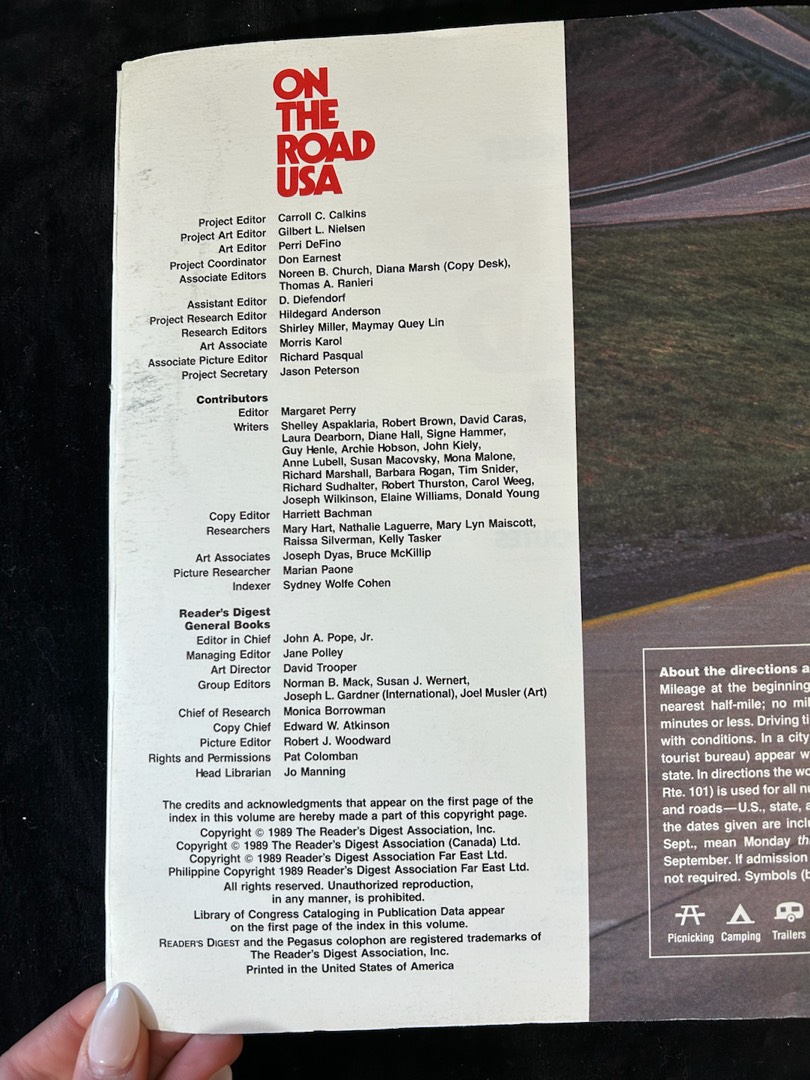 ON
THE
ROAD
USA
Project Editor Carroll C. Calkins
Project Art Editor Gilbert L. Nielsen
Art Editor Perri DeFino
Project Coordinator Don Earnest
Associate Editors Noreen B. Church, Diana Marsh (Copy Desk),
Thomas A. Ranieri
Assistant Editor D. Diefendorf
Project Research Editor Hildegard Anderson
Research Editors Shirley Miller, Maymay Quey Lin
Art Associate Morris Karol
Associate Picture Editor Richard Pasqual
Project Secretary Jason Peterson
Contributors
Editor Margaret Perry
Writers Shelley Aspaklaria, Robert Brown, David Caras,
Laura Dearborn, Diane Hall, Signe Hammer,
Guy Henle, Archie Hobson, John Kiely,
Anne Lubell, Susan Macovsky, Mona Malone,
Richard Marshall, Barbara Rogan, Tim Snider,
Richard Sudhalter, Robert Thurston, Carol Weeg,
Joseph Wilkinson, Elaine Williams, Donald Young
Copy Editor Harriett Bachman
Researchers Mary Hart, Nathalie Laguerre, Mary Lyn Maiscott,
Raissa Silverman, Kelly Tasker
Art Associates Joseph Dyas, Bruce McKillip
Picture Researcher Marian Paone
Indexer Sydney Wolfe Cohen
Reader's Digest
General Books
Editor in Chief John A. Pope, Jr.
Managing Editor Jane Polley
Art Director David Trooper
Group Editors Norman B. Mack, Susan J. Wernert,
Joseph L. Gardner (International), Joel Musler (Art)
Chief of Research Monica Borrowman
Copy Chief Edward W. Atkinson
Picture Editor Robert J. Woodward
Rights and Permissions Pat Colomban
Head Librarian Jo Manning
The credits and acknowledgments that appear on the first page of the
index in this volume are hereby made a part of this copyright page.
Copyright © 1989 The Reader's Digest Association, Inc.
Copyright © 1989 The Reader's Digest Association (Canada) Ltd.
Copyright © 1989 Reader's Digest Association Far East Ltd.
Philippine Copyright 1989 Reader's Digest Association Far East Ltd.
All rights reserved. Unauthorized reproduction,
in any manner, is prohibited.
Library of Congress Cataloging in Publication Data appear
on the first page of the index in this volume.
READER'S DIGEST and the Pegasus colophon are registered trademarks of
The Reader's Digest Association, Inc.
Printed in the United States of America
About the directions
Mileage at the beginning
nearest half-mile; no
minutes or less. Driving
with conditions. In a city
tourist bureau) appear
state. In directions the
Rte. 101) is used for all
and roads—U.S., state,
the dates given are
Sept., mean Monday
September. If admission
not required. Symbols
Picnicking Camping Trailers